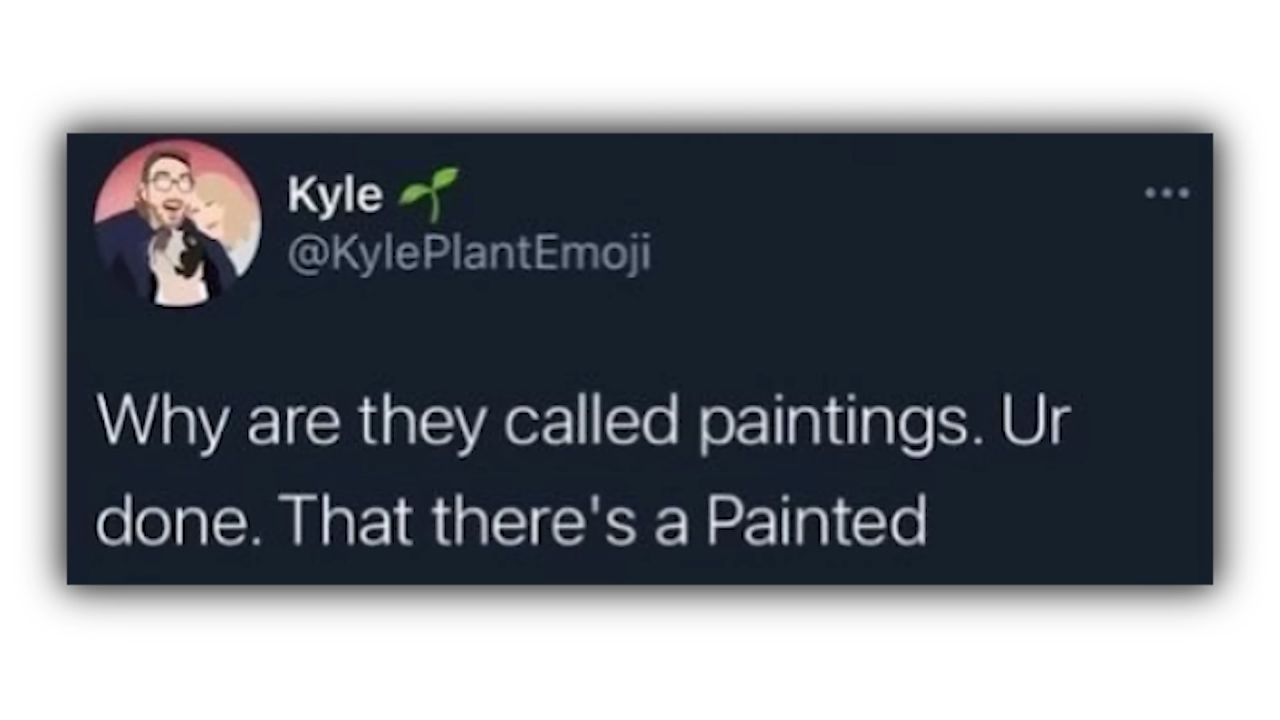 Kyle 🌱
@KylePlantEmoji
Why are they called paintings. Ur
done. That there's a Painted